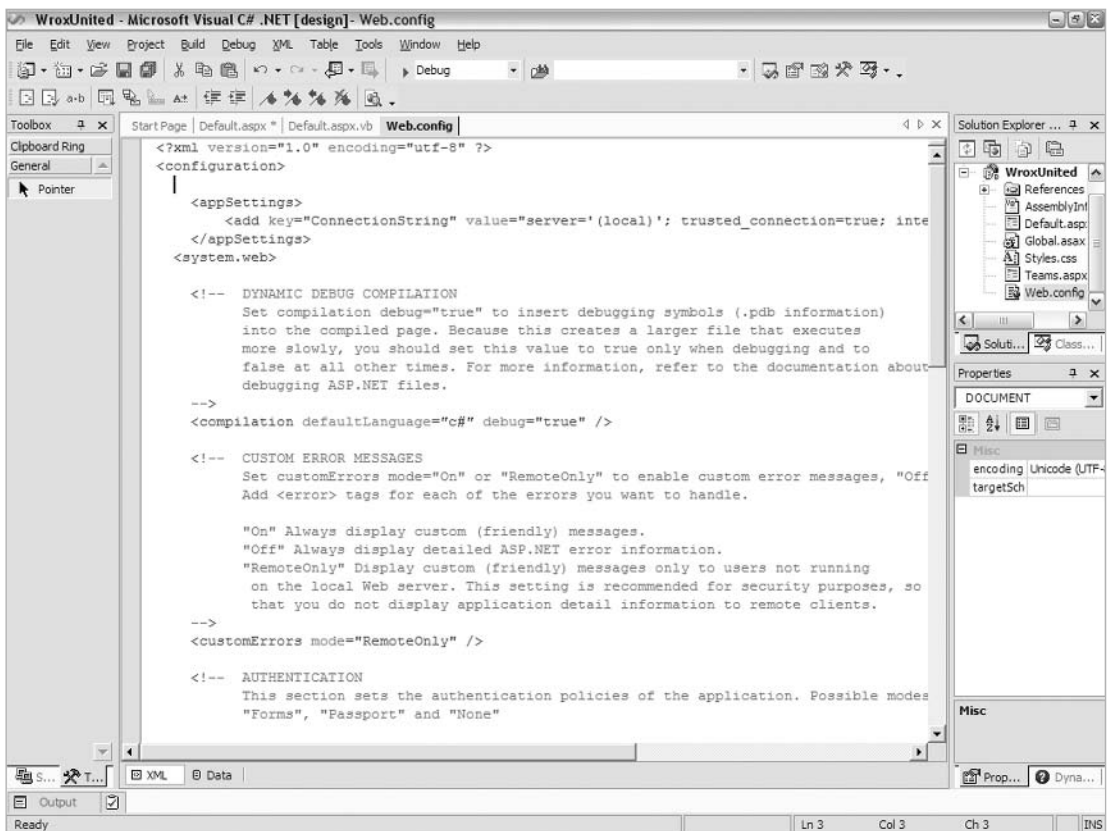 WroxUnited - Microsoft Visual C# .NET [design]- Web.config
File Edit View Project Build Debug XML Table Tools Window Help
Debug
Toolbox
Start Page Default.aspx * Default.aspx.vb Web.config
Solution Explorer ...
Clipboard Ring
General
Pointer
<?xml version="1.0" encoding="utf-8" ?>
<configuration>
<appSettings>
<add key="ConnectionString" value="server='(local)'; trusted_connection=true; inte
</appSettings>
<system.web>
<!-- DYNAMIC DEBUG COMPILATION
Set compilation debug="true" to insert debugging symbols (.pdb information)
into the compiled page. Because this creates a larger file that executes
more slowly, you should set this value to true only when debugging and to
false at all other times. For more information, refer to the documentation about
debugging ASP.NET files.
-->
<compilation defaultLanguage="c#" debug="true" />
<!-- CUSTOM ERROR MESSAGES
Set customErrors mode="On" or "RemoteOnly" to enable custom error messages, "Off
Add <error> tags for each of the errors you want to handle.
"On" Always display custom (friendly) messages.
"Off" Always display detailed ASP.NET error information.
"RemoteOnly" Display custom (friendly) messages only to users not running
on the local Web server. This setting is recommended for security purposes, so
that you do not display application detail information to remote clients.
-->
<customErrors mode="RemoteOnly" />
<!-- AUTHENTICATION
This section sets the authentication policies of the application. Possible modes
"Forms", "Passport" and "None"
WroxUnited
References
AssemblyInf
Default.asp
Global.asax
Styles.css
Teams.aspx
Web.config
Soluti... Class...
Properties
DOCUMENT
Misc
encoding Unicode (UTF-
targetSch
Misc
S... T...
XML Data
Prop... Dyna...
Output
Ready Ln 3 Col 3 Ch 3 INS